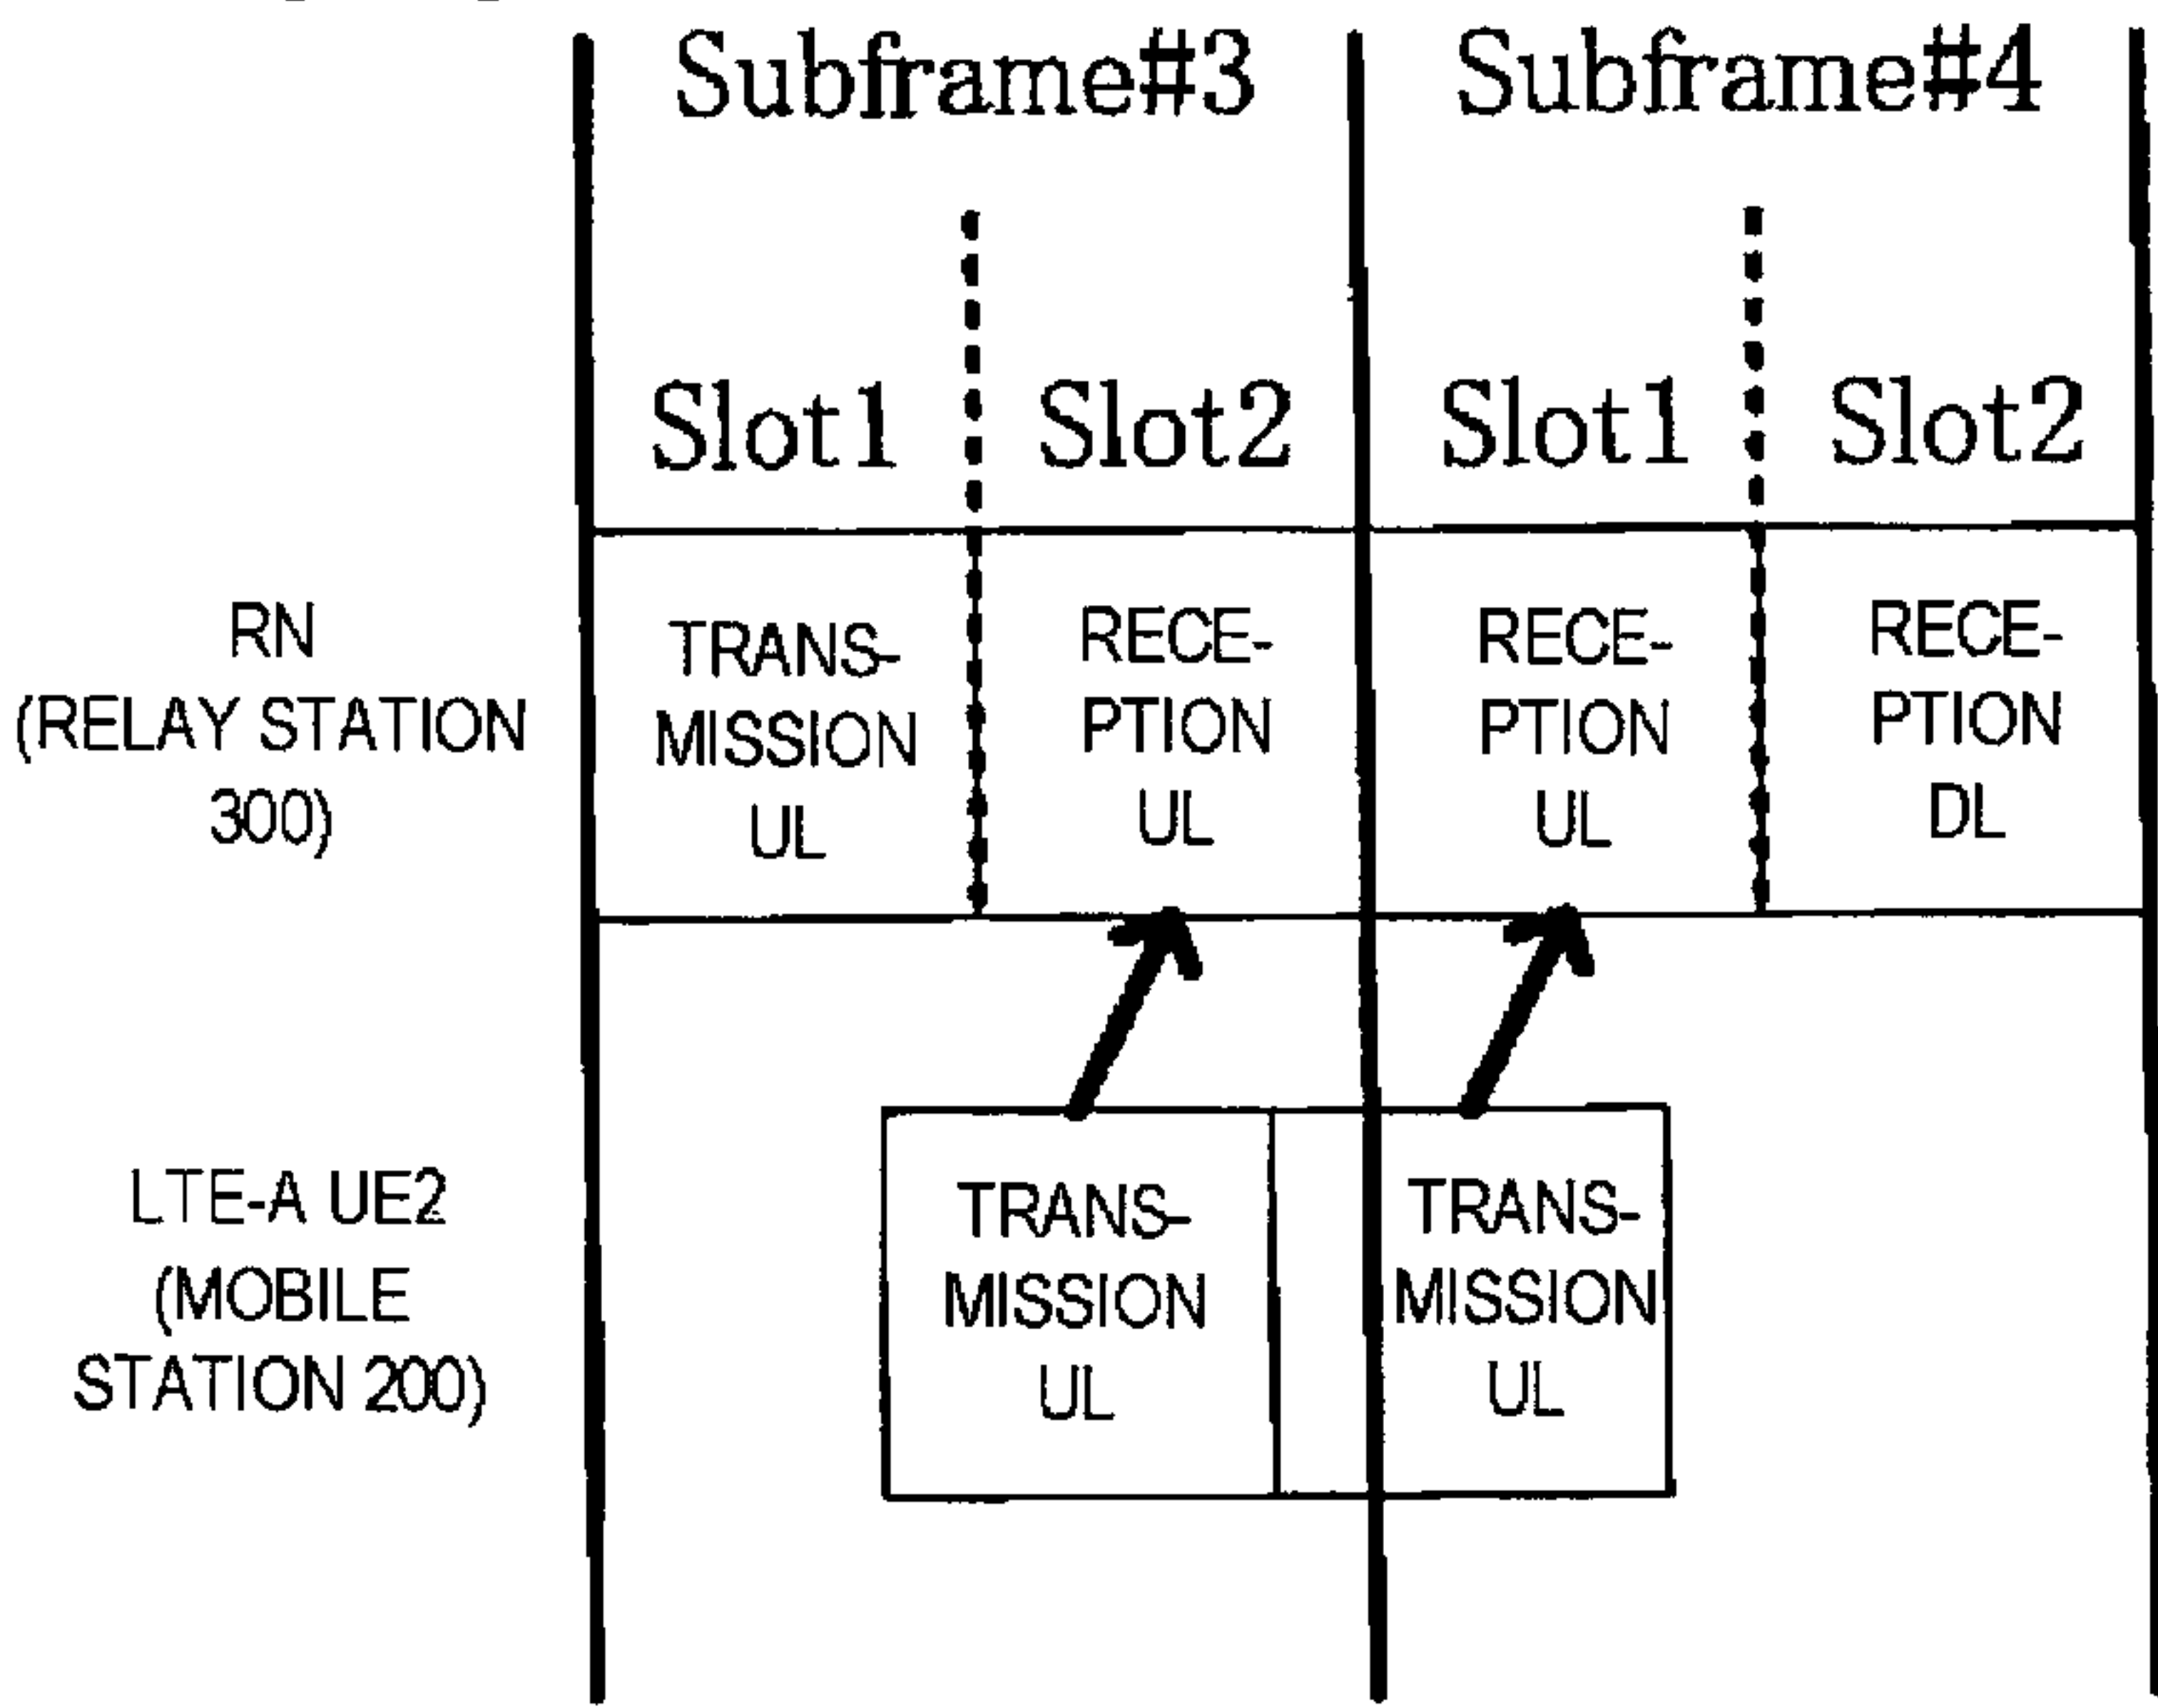 Subframe#3
Subframe#4
Slot1
Slot2
Slot1
Slot2
RN
(RELAY STATION
300)
TRANS-
MISSION
UL
RECE-
PTION
UL
RECE-
PTION
UL
RECE-
PTION
DL
LTE-A UE2
(MOBILE
STATION 200)
TRANS-
MISSION
UL
TRANS-
MISSION
UL